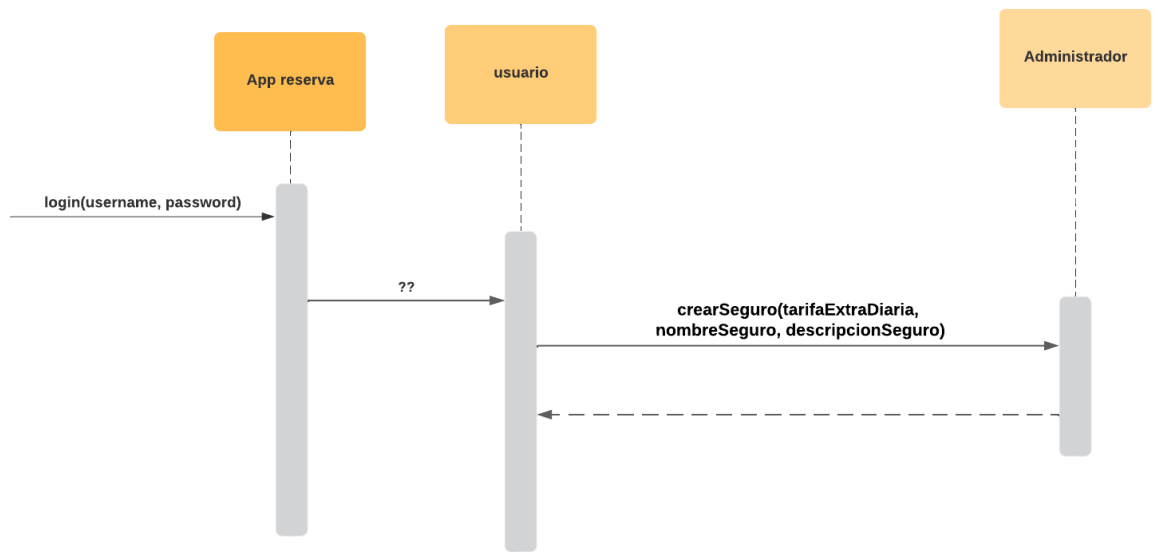 App reserva
usuario
Administrador
login(username, password)
??
crearSeguro(tarifaExtraDiaria,
nombreSeguro, descripcionSeguro)